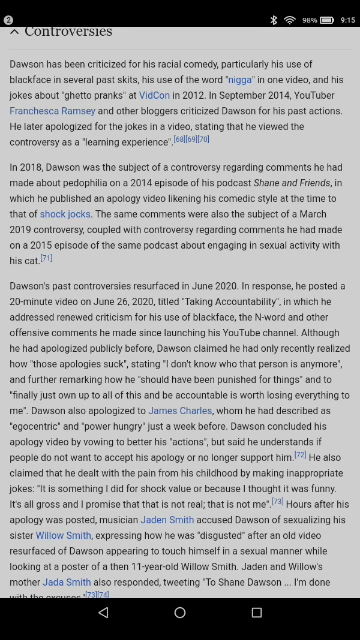 2 98% 9:15
Controversies
Dawson has been criticized for his racial comedy, particularly his use of
blackface in several past skits, his use of the word "nigga" in one video, and his
jokes about "ghetto pranks" at VidCon in 2012. In September 2014, YouTuber
Franchesca Ramsey and other bloggers criticized Dawson for his past actions.
He later apologized for the jokes in a video, stating that he viewed the
controversy as a "learning experience".[68][69][70]
In 2018, Dawson was the subject of a controversy regarding comments he had
made about pedophilia on a 2014 episode of his podcast Shane and Friends, in
which he published an apology video likening his comedic style at the time to
that of shock jocks. The same comments were also the subject of a March
2019 controversy, coupled with controversy regarding comments he had made
on a 2015 episode of the same podcast about engaging in sexual activity with
his cat.[71]
Dawson's past controversies resurfaced in June 2020. In response, he posted a
20-minute video on June 26, 2020, titled "Taking Accountability", in which he
addressed renewed criticism for his use of blackface, the N-word and other
offensive comments he made since launching his YouTube channel. Although
he had apologized publicly before, Dawson claimed he had only recently realized
how "those apologies suck", stating "I don't know who that person is anymore",
and further remarking how he "should have been punished for things" and to
"finally just own up to all of this and be accountable is worth losing everything to
me". Dawson also apologized to James Charles, whom he had described as
"egocentric" and "power hungry" just a week before. Dawson concluded his
apology video by vowing to better his "actions", but said he understands if
people do not want to accept his apology or no longer support him.[72] He also
claimed that he dealt with the pain from his childhood by making inappropriate
jokes: "It is something I did for shock value or because I thought it was funny.
It's all gross and I promise that that is not real; that is not me".[73] Hours after his
apology was posted, musician Jaden Smith accused Dawson of sexualizing his
sister Willow Smith, expressing how he was "disgusted" after an old video
resurfaced of Dawson appearing to touch himself in a sexual manner while
looking at a poster of a then 11-year-old Willow Smith. Jaden and Willow's
mother Jada Smith also responded, tweeting "To Shane Dawson ... I'm done
with the excuses."[73][74]